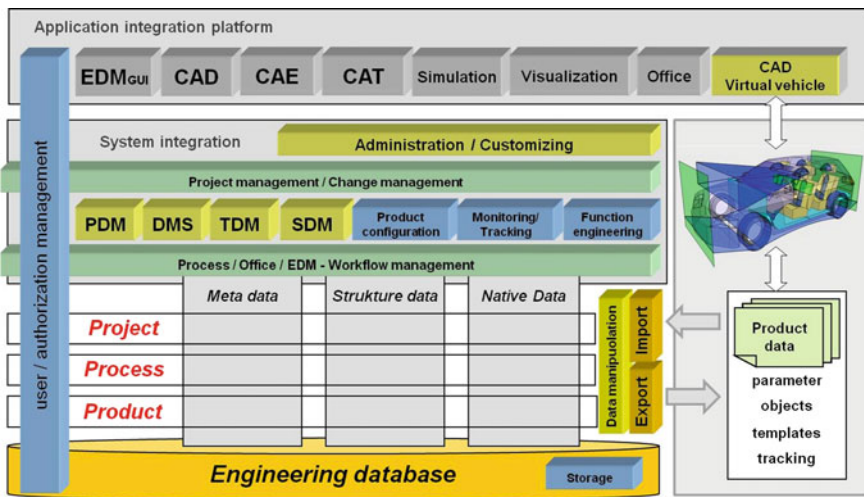 Application integration platform
EDMGUI
CAD
CAE
CAT
Simulation
Visualization
Office
CAD
Virtual vehicle
user / authorization management
System integration
Administration / Customizing
Project management / Change management
PDM
DMS
TDM
SDM
Product
configuration
Monitoring/
Tracking
Function
engineering
Process / Office / EDM - Workflow management
Meta data
Strukture data
Native Data
Project
Process
Product
Data manipuolation
Import
Export
Product
data
parameter
objects
templates
tracking
Engineering database
Storage